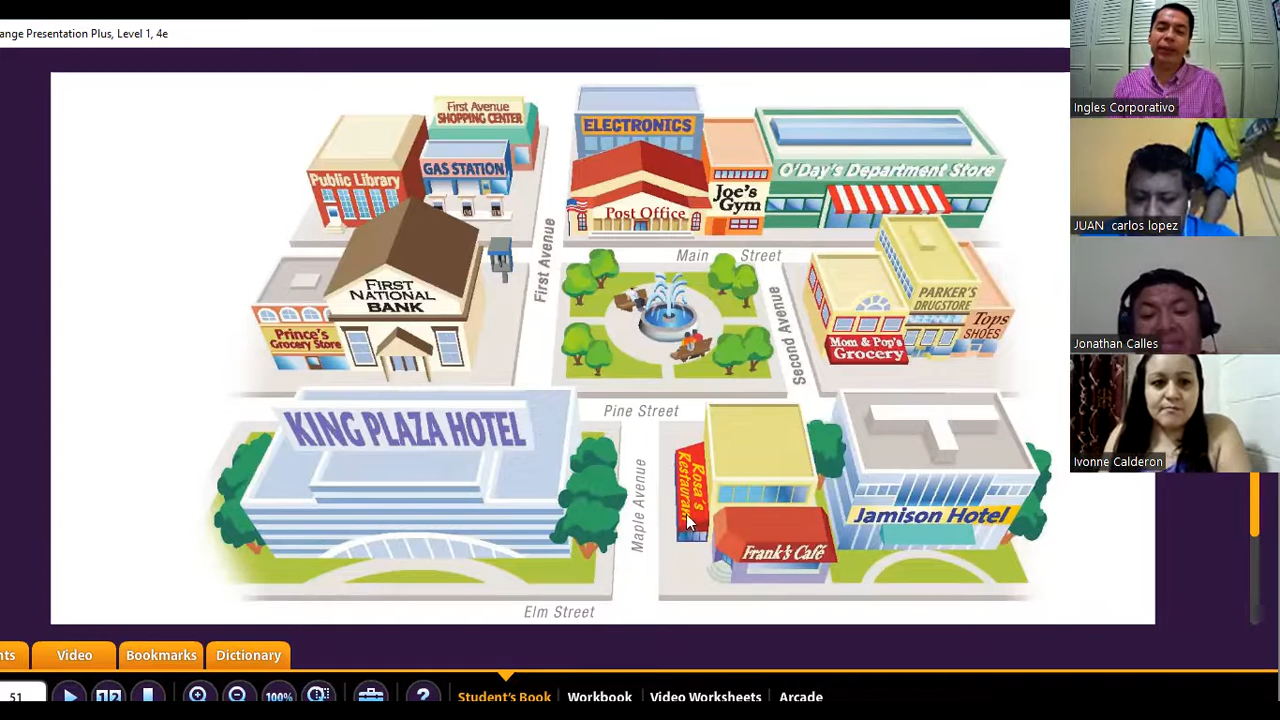 ange Presentation Plus, Level 1, 4e
First Avenue
SHOPPING CENTER
GAS STATION
Public Library
ELECTRONICS
Post Office
Joe's
Gym
O'Day's Department Store
Main Street
First Avenue
FIRST
NATIONAL
BANK
Prince's
Grocery Store
Second Avenue
PARKER'S
DRUGSTORE
Tops
SHOES
Mom & Pop's
Grocery
KING PLAZA HOTEL
Pine Street
Maple Avenue
Rosa's
Restaurant
Frank's Café
Jamison Hotel
Elm Street
Ingles Corporativo
JUAN carlos lopez
Jonathan Calles
Ivonne Calderon
nts
Video
Bookmarks
Dictionary
51
100%
?
Student's Book
Workbook
Video Worksheets
Arcade